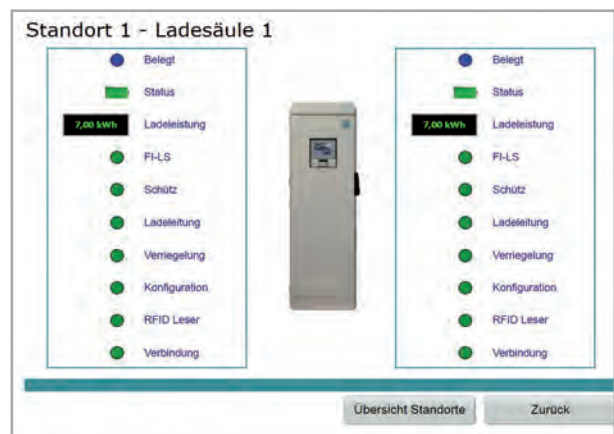 Standort 1 - Ladesäule 1
Belegt
Status
7,00 kWh Ladeleistung
FI-LS
Schütz
Ladeleitung
Verriegelung
Konfiguration
RFID Leser
Verbindung
Belegt
Status
7,00 kWh Ladeleistung
FI-LS
Schütz
Ladeleitung
Verriegelung
Konfiguration
RFID Leser
Verbindung
Übersicht Standorte
Zurück